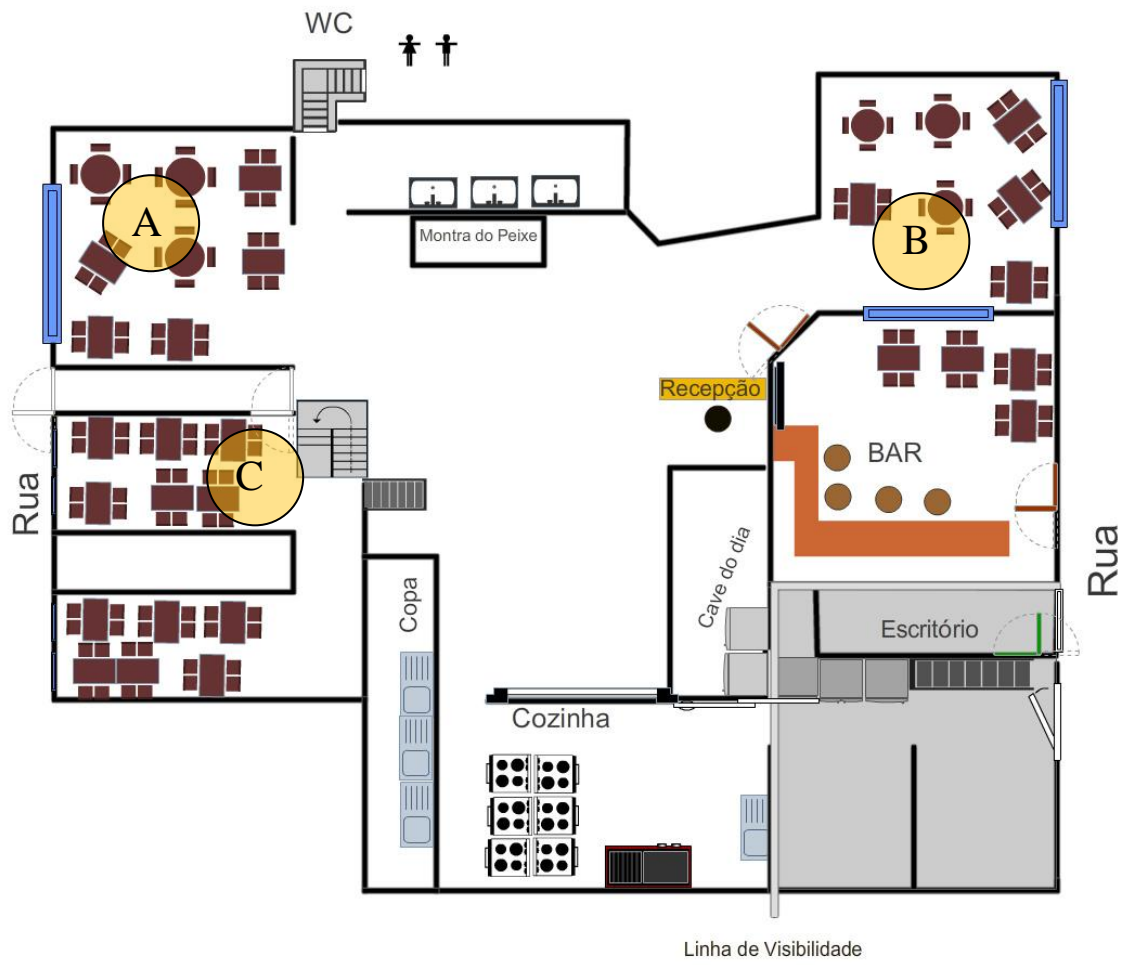 WC
A
B
Montra do Peixe
Recepção
BAR
C
Rua
Rua
Cave do dia
Copa
Escritório
Cozinha
Linha de Visibilidade